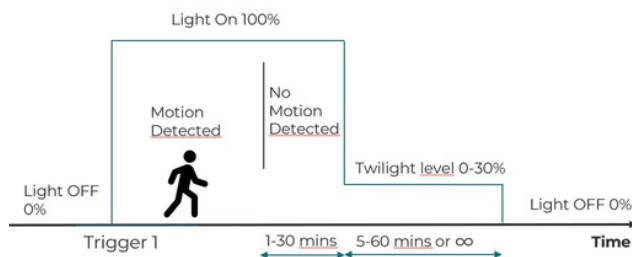 Light On 100%
No
Motion
Detected
Motion
Detected
Twilight level 0-30%
Light OFF
0%
Light OFF 0%
Trigger 1
1-30 mins
5-60 mins or ∞
Time